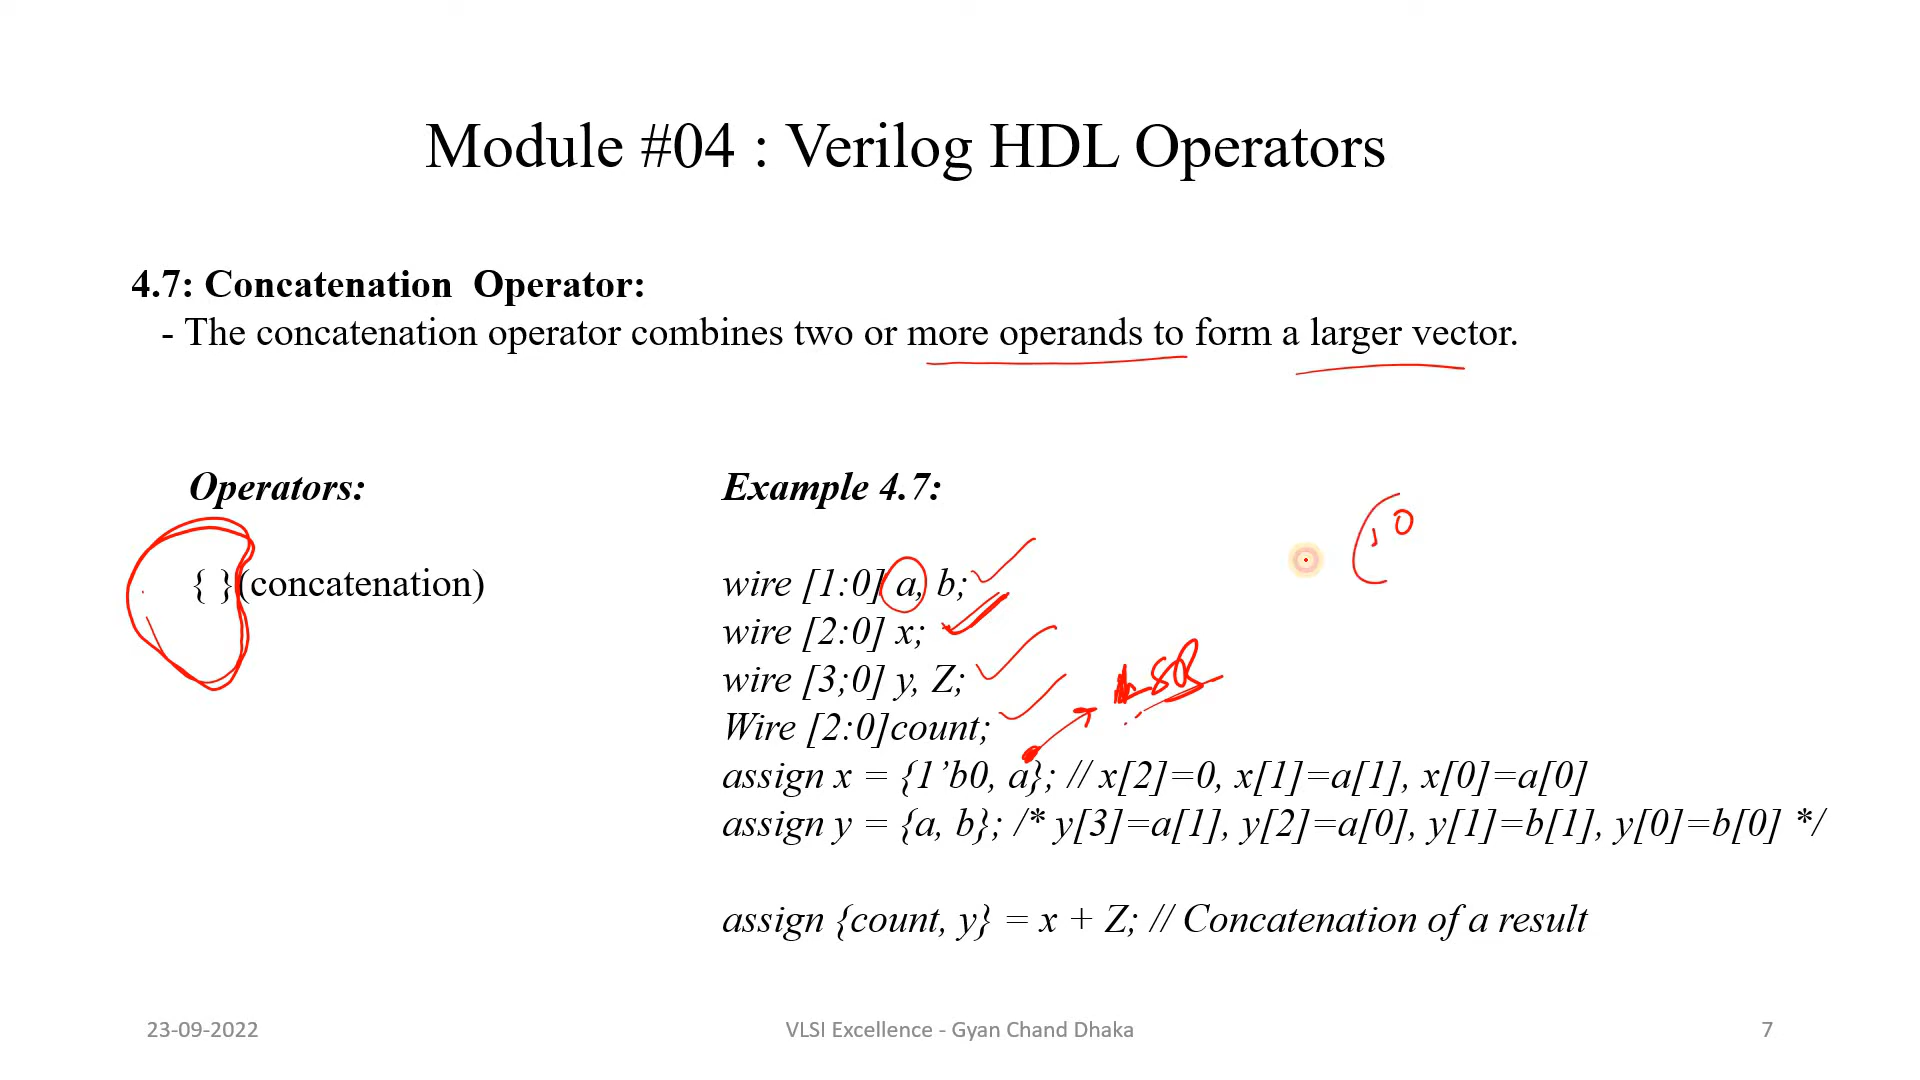 Module #04 : Verilog HDL Operators
4.7: Concatenation Operator:
- The concatenation operator combines two or more operands to form a larger vector.
Operators:
{ }(concatenation)
Example 4.7:
wire [1:0] a, b;
wire [2:0] x;
wire [3;0] y, Z;
Wire [2:0]count;
assign x = {1’b0, a}; // x[2]=0, x[1]=a[1], x[0]=a[0]
assign y = {a, b}; /* y[3]=a[1], y[2]=a[0], y[1]=b[1], y[0]=b[0] */
assign {count, y} = x + Z; // Concatenation of a result
1 0
LSB
23-09-2022
VLSI Excellence - Gyan Chand Dhaka
7